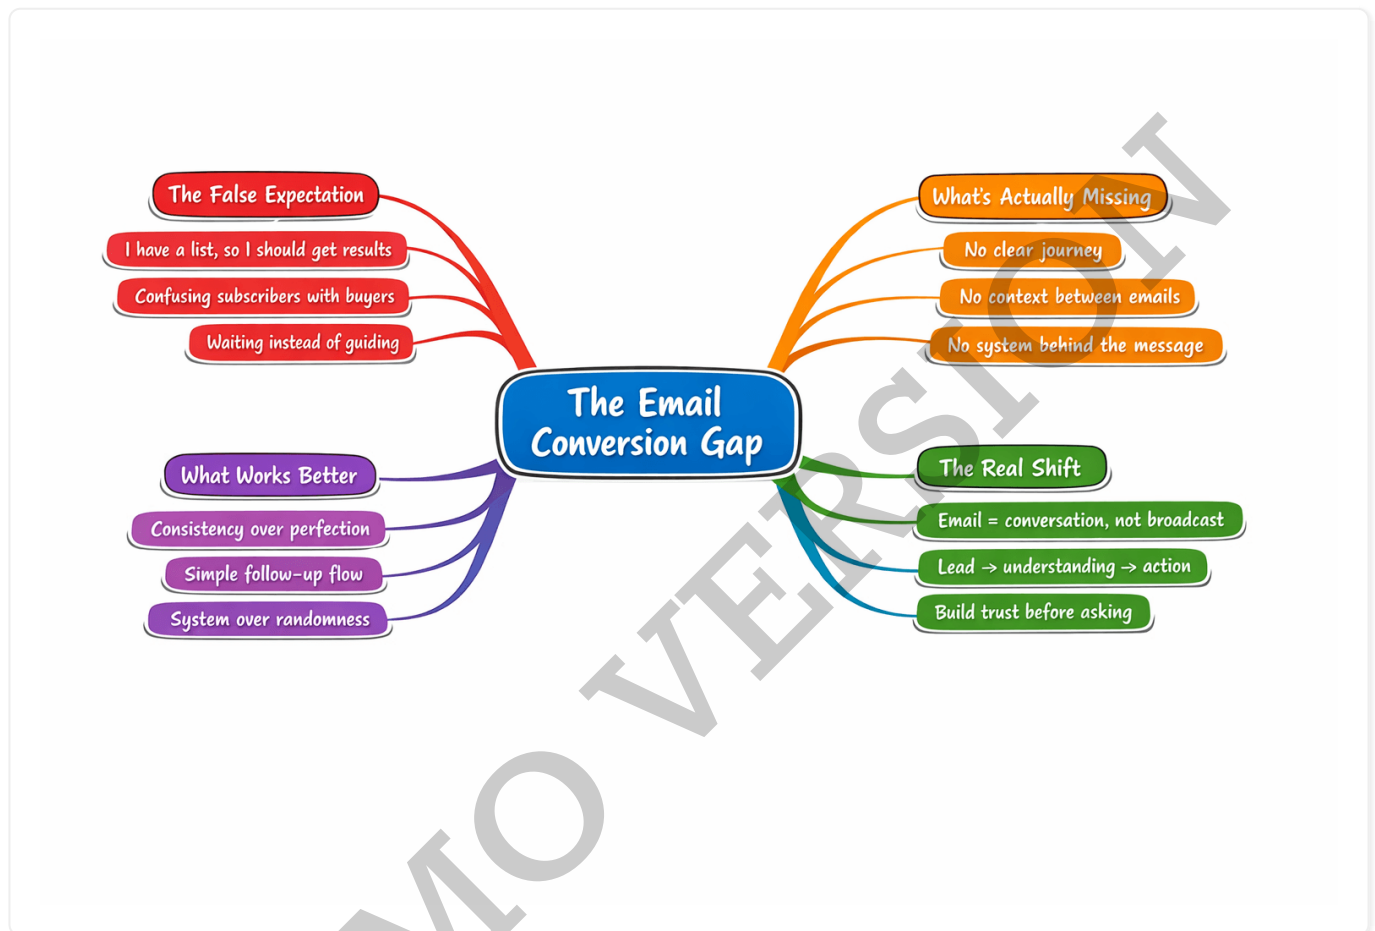 The False Expectation
I have a list, so I should get results
Confusing subscribers with buyers
Waiting instead of guiding
What's Actually Missing
No clear journey
No context between emails
No system behind the message
The Email
Conversion Gap
What Works Better
Consistency over perfection
Simple follow-up flow
System over randomness
The Real Shift
Email = conversation, not broadcast
Lead → understanding → action
Build trust before asking
MO VERSION